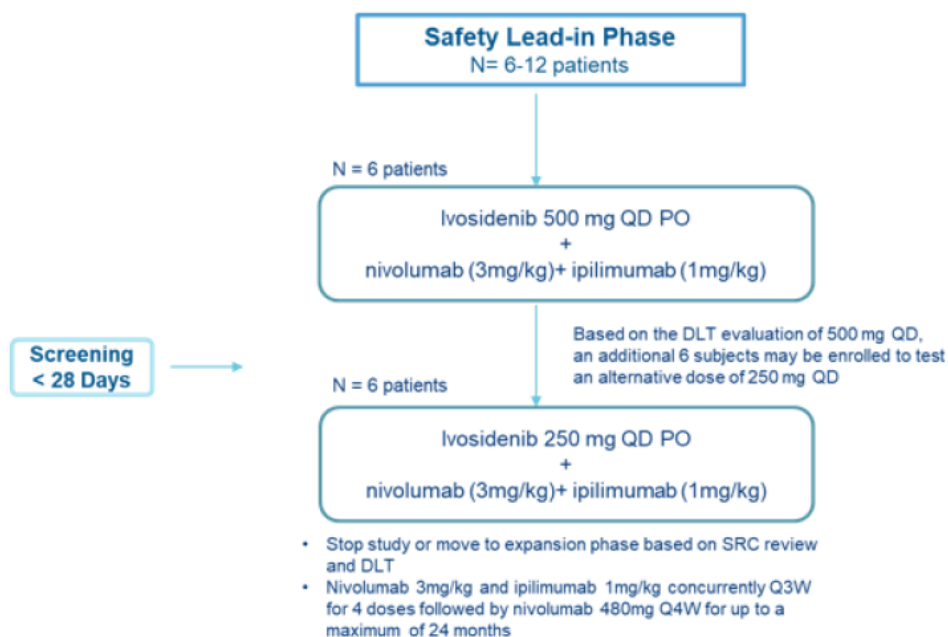 Safety Lead-in Phase
N= 6-12 patients
N = 6 patients
Ivosidenib 500 mg QD PO
+
nivolumab (3mg/kg)+ ipilimumab (1mg/kg)
Based on the DLT evaluation of 500 mg QD,
an additional 6 subjects may be enrolled to test
an alternative dose of 250 mg QD
Screening
< 28 Days
N = 6 patients
Ivosidenib 250 mg QD PO
+
nivolumab (3mg/kg)+ ipilimumab (1mg/kg)
• Stop study or move to expansion phase based on SRC review
and DLT
• Nivolumab 3mg/kg and ipilimumab 1mg/kg concurrently Q3W
for 4 doses followed by nivolumab 480mg Q4W for up to a
maximum of 24 months